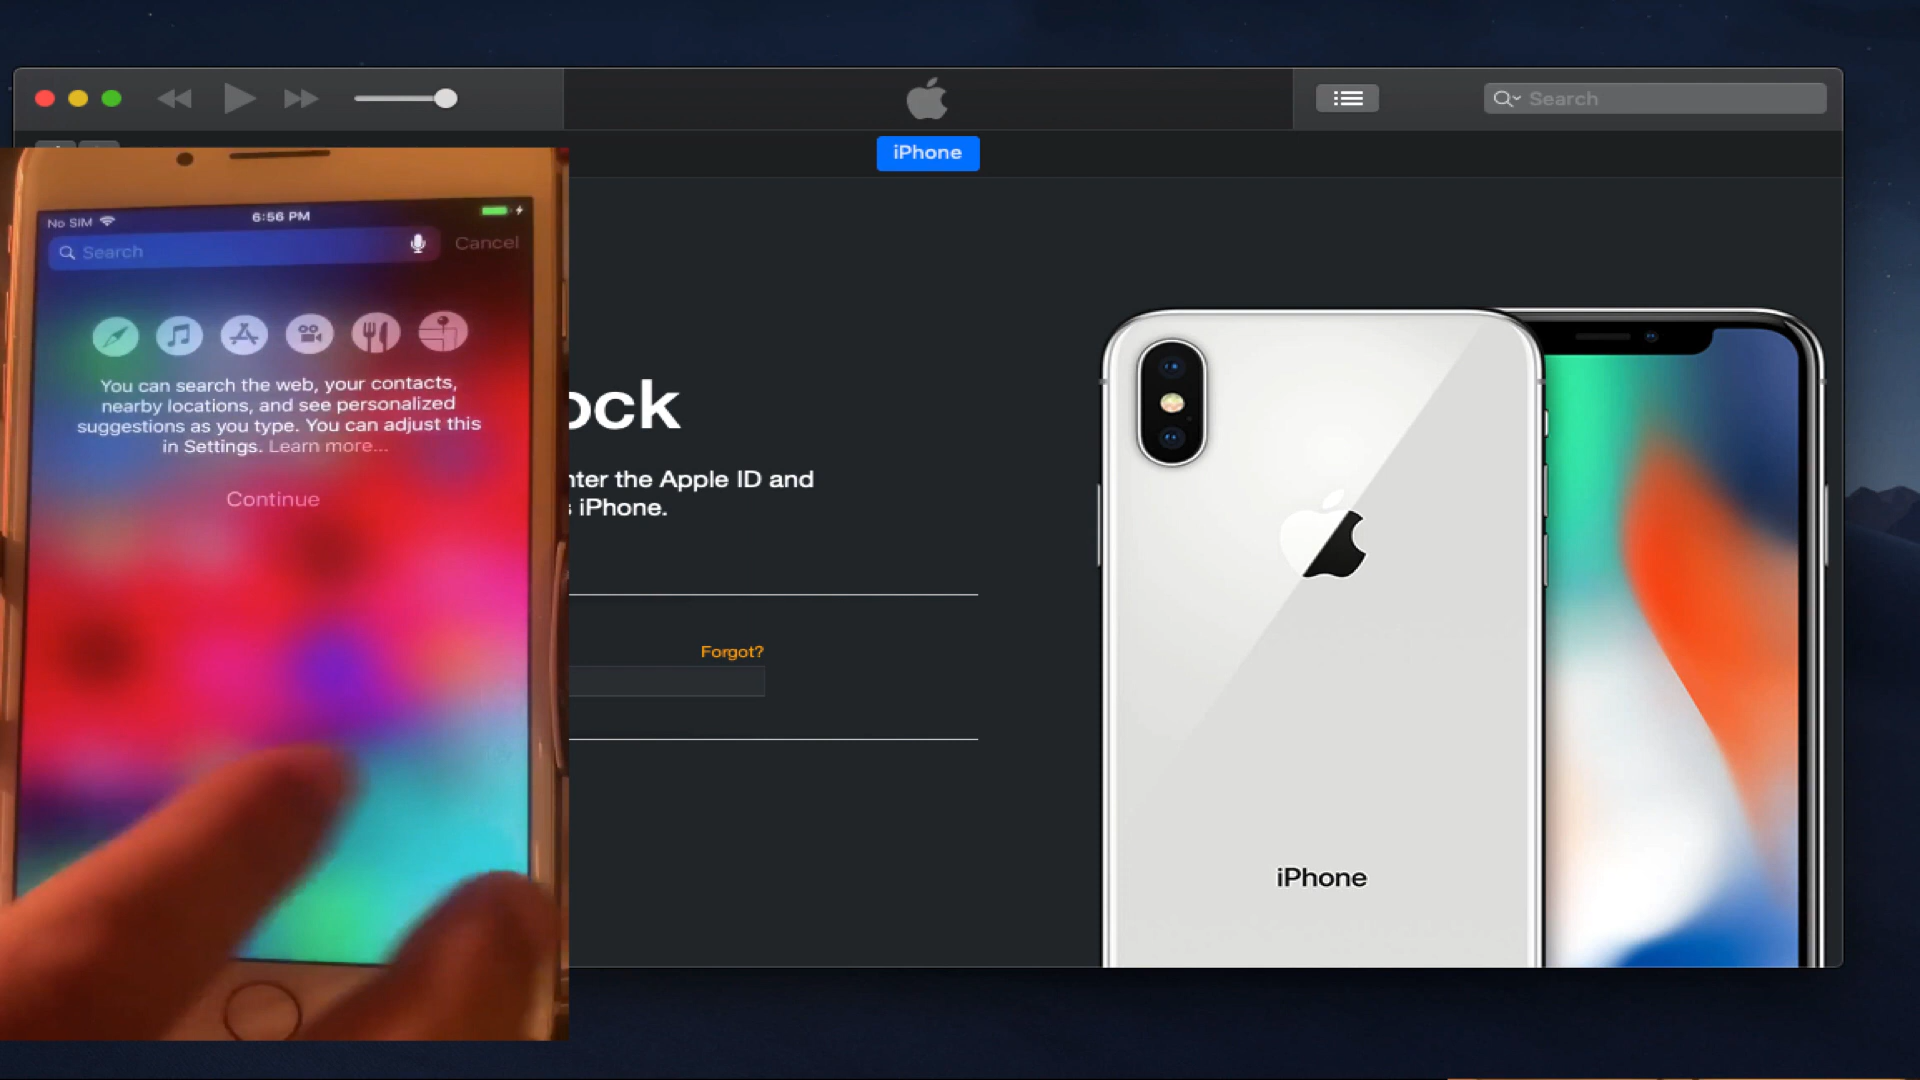 Search
iPhone
No SIM
6:56 PM
Search
Cancel
You can search the web, your contacts,
nearby locations, and see personalized
suggestions as you type. You can adjust this
in Settings. Learn more...
Continue
ock
nter the Apple ID and
iPhone.
Forgot?
iPhone